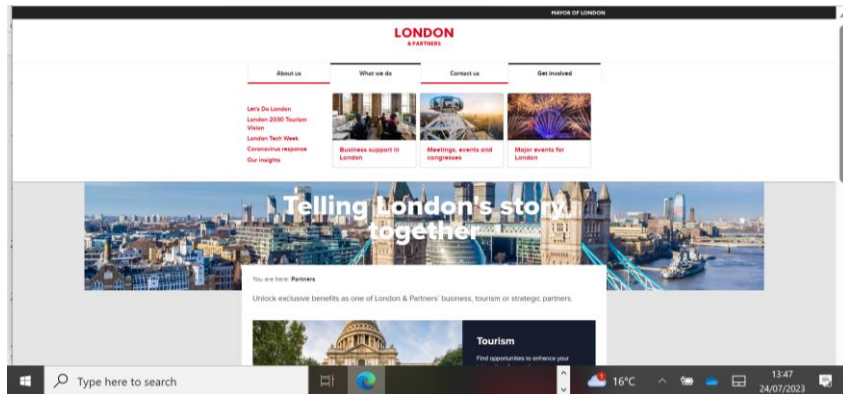 MAYOR OF LONDON
LONDON
& PARTNERS
About us
What we do
Contact us
Get involved
Let's Do London
London 2030 Tourism
Vision
London Tech Week
Coronavirus response
Our insights
Business support in
London
Meetings, events and
congresses
Major events for
London
Telling London's story
together
You are here: Partners
Unlock exclusive benefits as one of London & Partners' business, tourism or strategic partners.
Tourism
Find opportunities to enhance your
Type here to search
16°C
13:47
24/07/2023